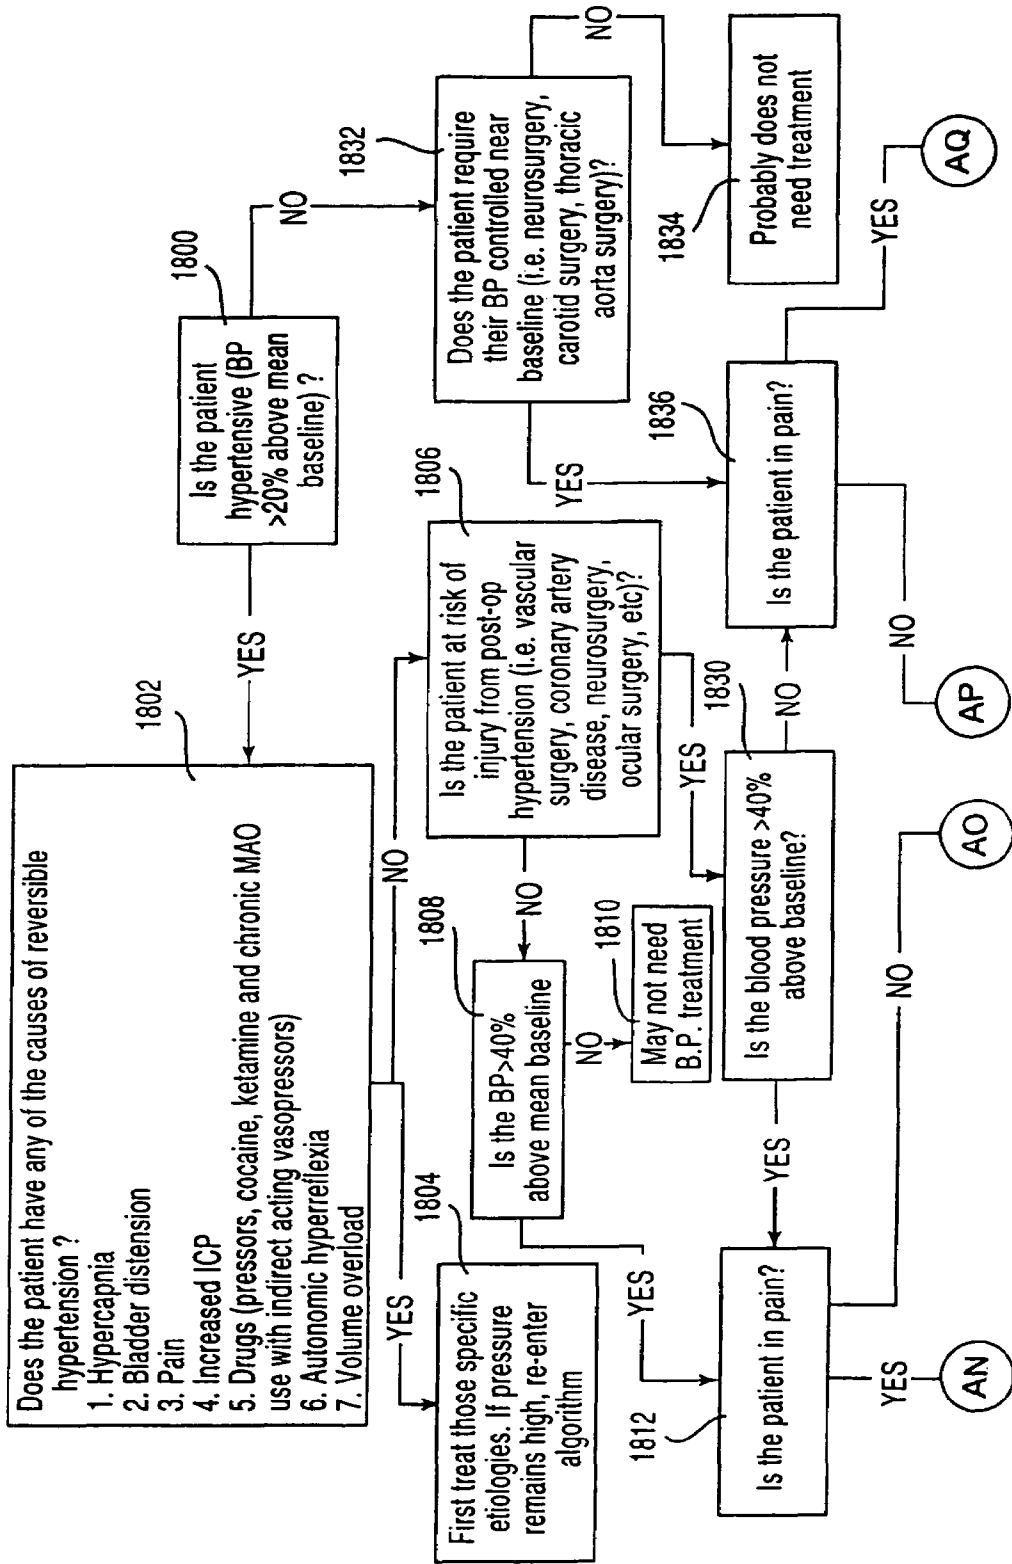 1800
Is the patient
hypertensive (BP
>20% above mean
baseline) ?
YES
NO
1802
Does the patient have any of the causes of reversible
hypertension ?
1. Hypercapnia
2. Bladder distension
3. Pain
4. Increased ICP
5. Drugs (pressors, cocaine, ketamine and chronic MAO
use with indirect acting vasopressors)
6. Autonomic hyperreflexia
7. Volume overload
YES
NO
1804
First treat those specific
etiologies. If pressure
remains high, re-enter
algorithm
1806
Is the patient at risk of
injury from post-op
hypertension (i.e. vascular
surgery, coronary artery
disease, neurosurgery,
ocular surgery, etc)?
NO
YES
1808
Is the BP>40%
above mean baseline
YES
NO
1810
May not need
B.P. treatment
1832
Does the patient require
their BP controlled near
baseline (i.e. neurosurgery,
carotid surgery, thoracic
aorta surgery)?
YES
NO
1834
Probably does not
need treatment
1830
Is the blood pressure >40%
above baseline?
YES
NO
1812
Is the patient in pain?
YES
NO
1836
Is the patient in pain?
NO
YES
AN
AO
AP
AQ